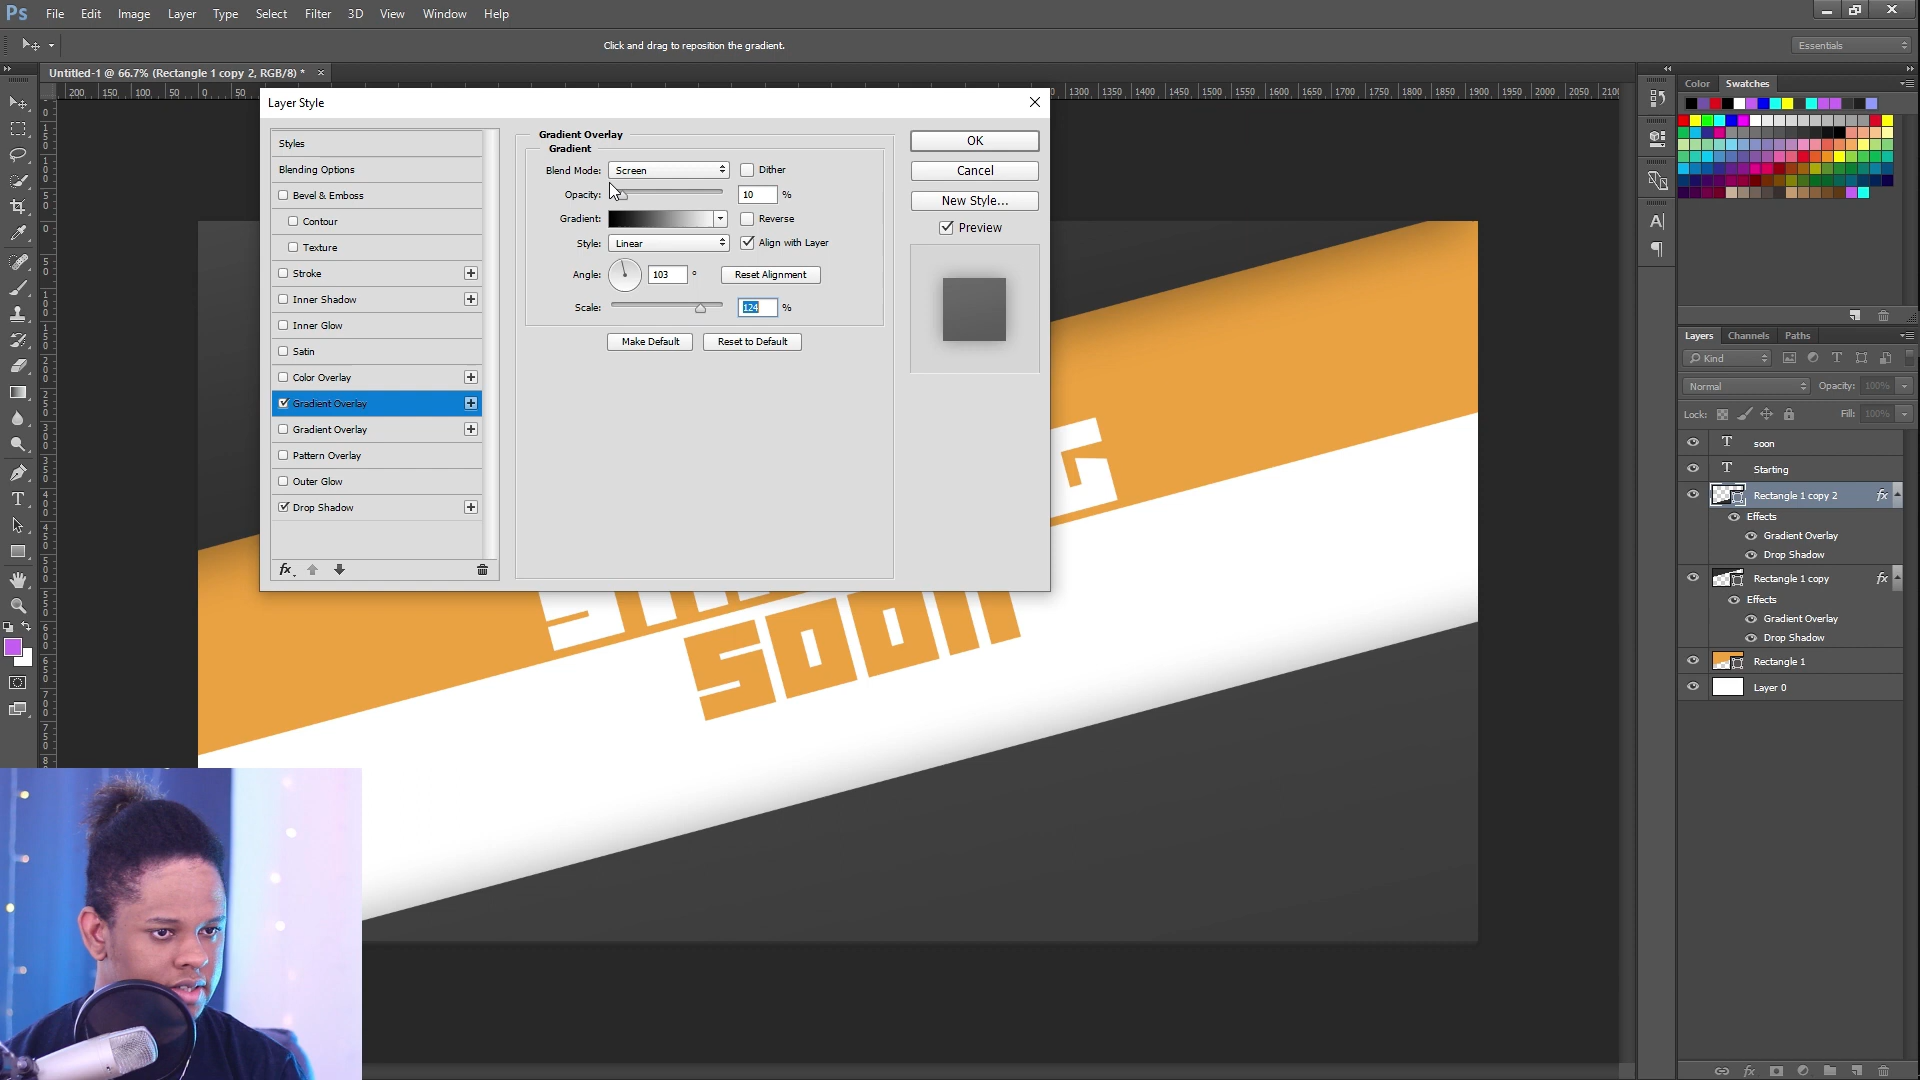 Ps File Edit Image Layer Type Select Filter 3D View Window Help
Click and drag to reposition the gradient.
Essentials
Untitled-1 @ 66.7% (Rectangle 1 copy 2, RGB/8) * ×
200 150 100 50 0 50 1300 1350 1400 1450 1500 1550 1600 1650 1700 1750 1800 1850 1900 1950 2000 2050 2100
Layer Style
Styles
Blending Options
Bevel & Emboss
Contour
Texture
Stroke
Inner Shadow
Inner Glow
Satin
Color Overlay
Gradient Overlay
Gradient Overlay
Pattern Overlay
Outer Glow
Drop Shadow
fx
Gradient Overlay
Gradient
Blend Mode: Screen Dither
Opacity: 10 %
Gradient: Reverse
Style: Linear Align with Layer
Angle: 103 ° Reset Alignment
Scale: 124 %
Make Default Reset to Default
OK
Cancel
New Style...
Preview
SOON
Color Swatches
Layers Channels Paths
Kind
Normal Opacity: 100%
Lock: Fill: 100%
T soon
T Starting
Rectangle 1 copy 2 fx
Effects
Gradient Overlay
Drop Shadow
Rectangle 1 copy fx
Effects
Gradient Overlay
Drop Shadow
Rectangle 1
Layer 0